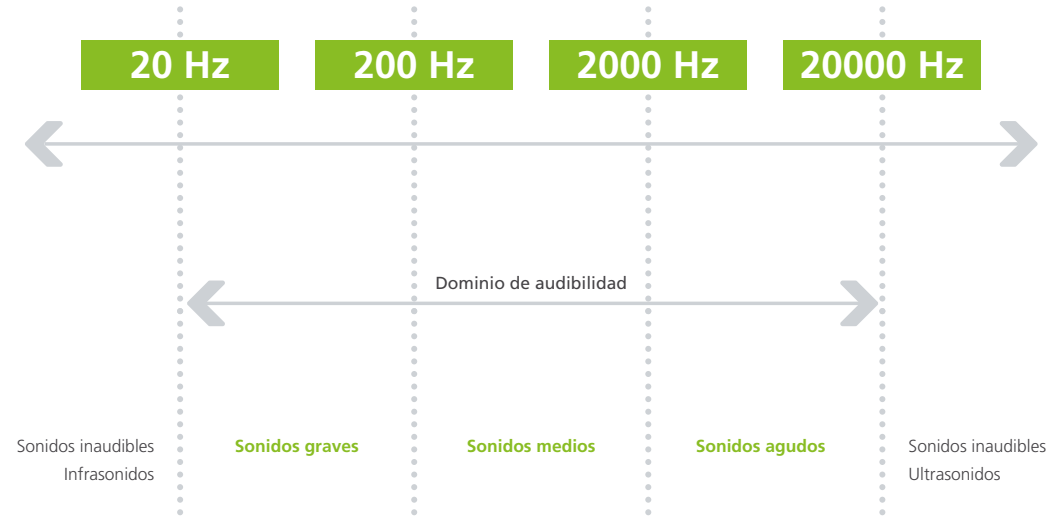 20 Hz
200 Hz
2000 Hz
20000 Hz
Dominio de audibilidad
Sonidos inaudibles
Infrasonidos
Sonidos graves
Sonidos medios
Sonidos agudos
Sonidos inaudibles
Ultrasonidos